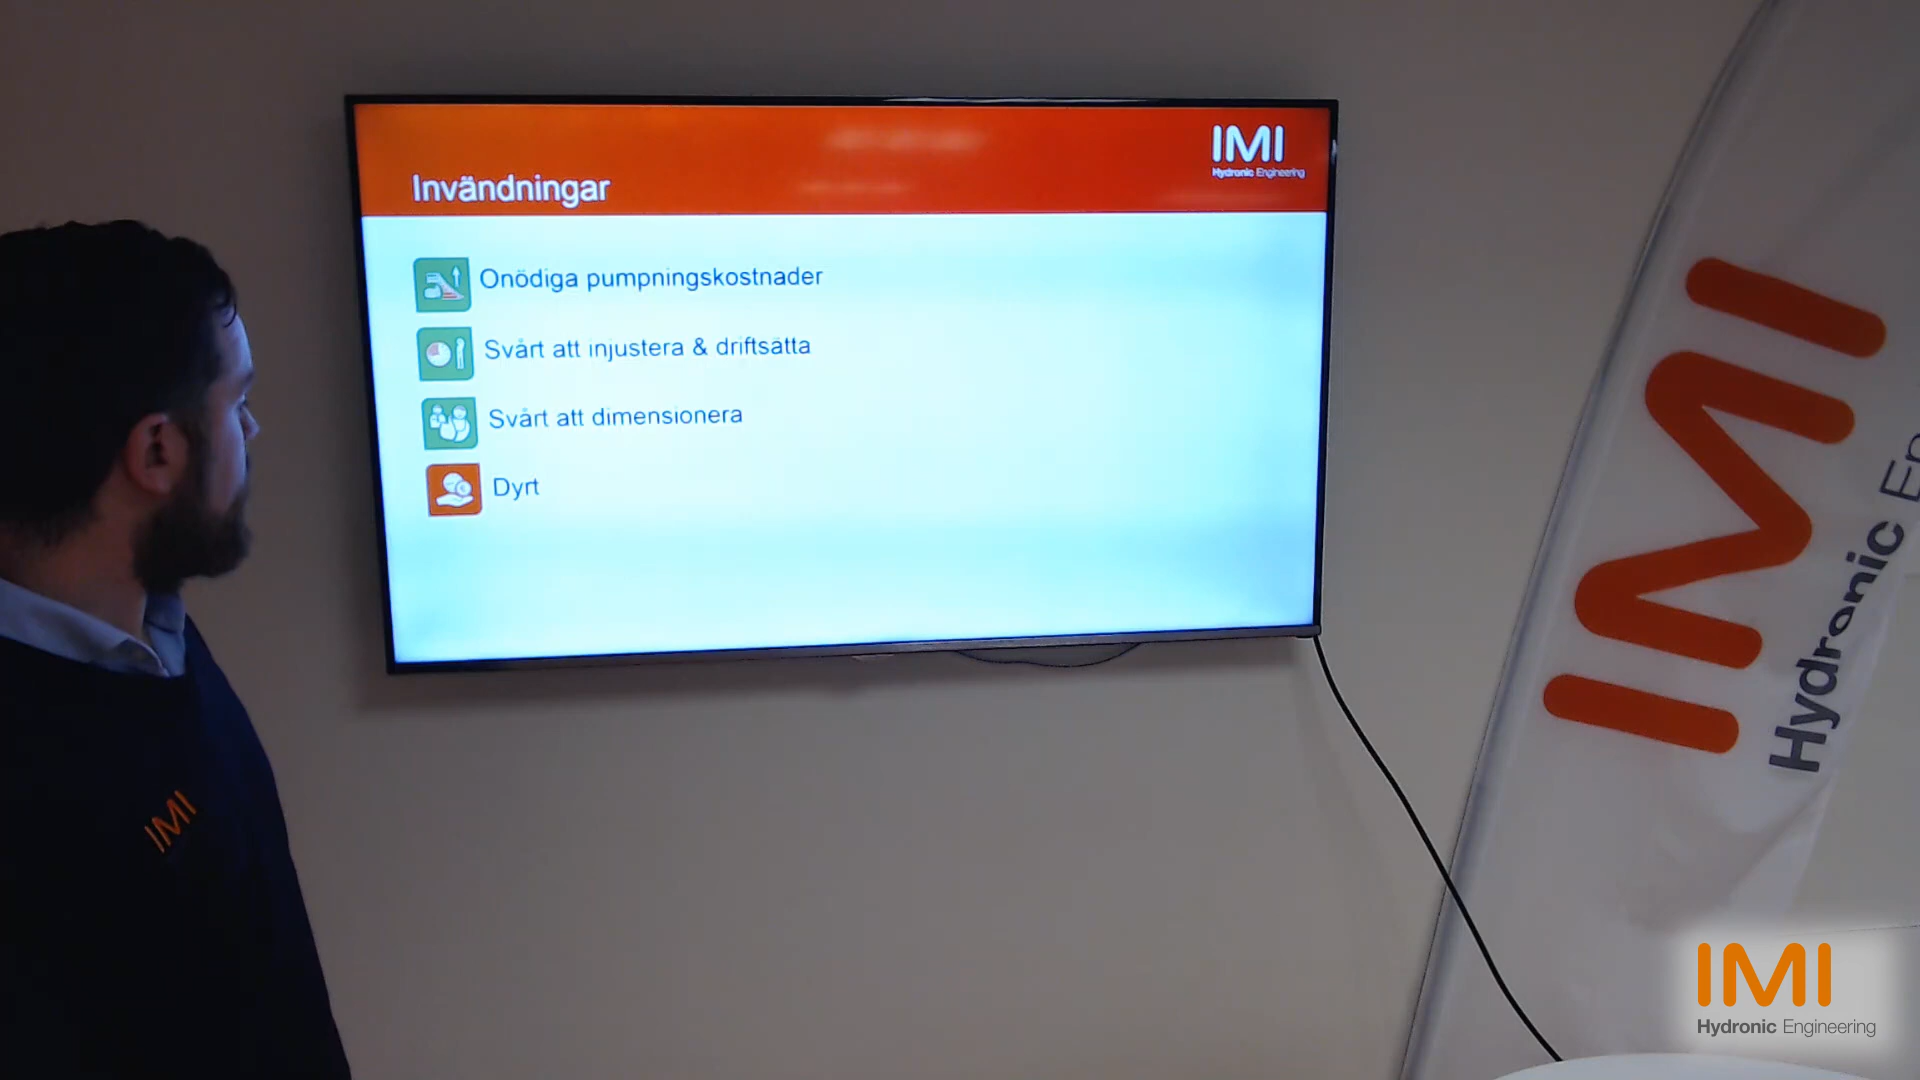 IMI
Hydronic Engineering
Invändningar
Onödiga pumpningskostnader
Svårt att injustera & driftsätta
Svårt att dimensionera
Dyrt
IMI
IMI
Hydronic
IMI
Hydronic Engineering